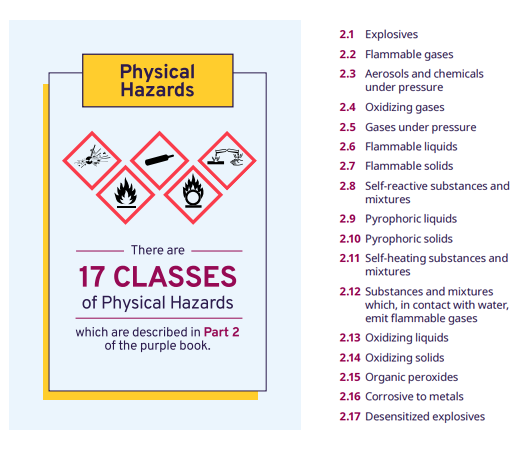 Physical
Hazards
There are
17 CLASSES
of Physical Hazards
which are described in Part 2
of the purple book.
2.1 Explosives
2.2 Flammable gases
2.3 Aerosols and chemicals
under pressure
2.4 Oxidizing gases
2.5 Gases under pressure
2.6 Flammable liquids
2.7 Flammable solids
2.8 Self-reactive substances and
mixtures
2.9 Pyrophoric liquids
2.10 Pyrophoric solids
2.11 Self-heating substances and
mixtures
2.12 Substances and mixtures
which, in contact with water,
emit flammable gases
2.13 Oxidizing liquids
2.14 Oxidizing solids
2.15 Organic peroxides
2.16 Corrosive to metals
2.17 Desensitized explosives